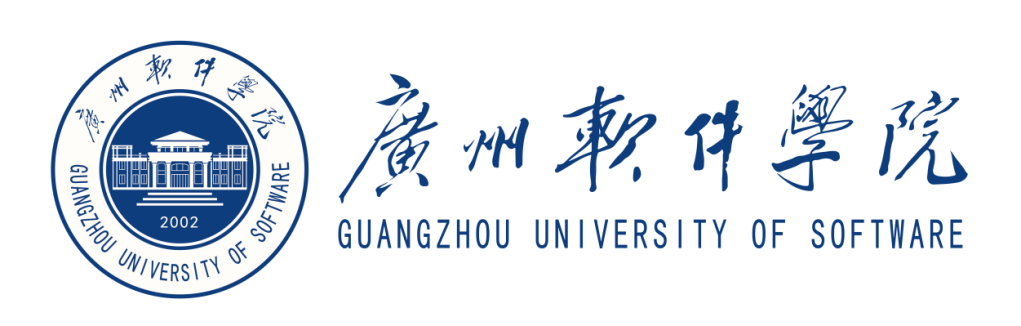 廣州軟件學院
2002
GUANGZHOU UNIVERSITY OF SOFTWARE
廣州軟件學院
GUANGZHOU UNIVERSITY OF SOFTWARE